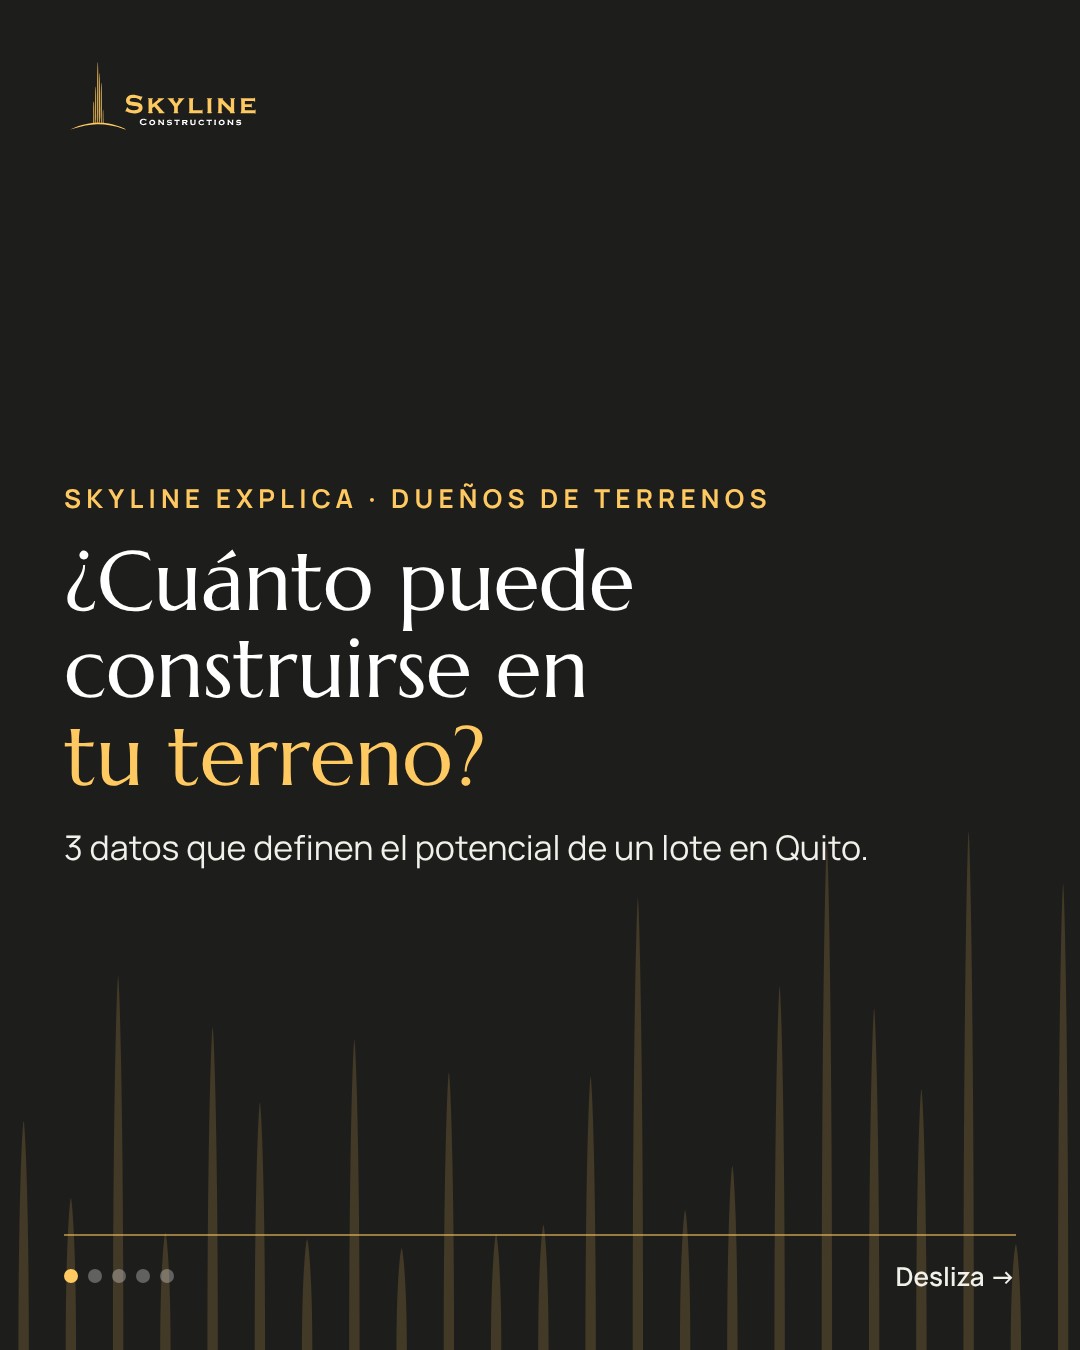 SKYLINE
CONSTRUCTIONS
SKYLINE EXPLICA · DUEÑOS DE TERRENOS
¿Cuánto puede
construirse en
tu terreno?
3 datos que definen el potencial de un lote en Quito.
Desliza →